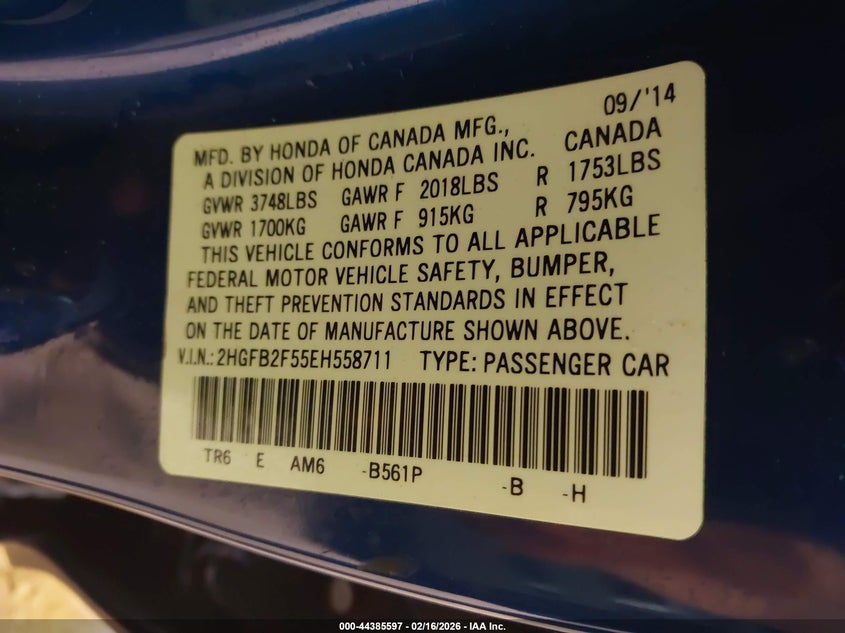 09/'14
MFD. BY HONDA OF CANADA MFG., CANADA
A DIVISION OF HONDA CANADA INC.
GVWR 3748LBS GAWR F 2018LBS R 1753LBS
GVWR 1700KG GAWR F 915KG R 795KG
THIS VEHICLE CONFORMS TO ALL APPLICABLE
FEDERAL MOTOR VEHICLE SAFETY, BUMPER,
AND THEFT PREVENTION STANDARDS IN EFFECT
ON THE DATE OF MANUFACTURE SHOWN ABOVE.
V.I.N.: 2HGFB2F55EH558711 TYPE: PASSENGER CAR
TR6 E AM6 -B561P -B -H
000-44385597 - 02/16/2026 - IAA Inc.